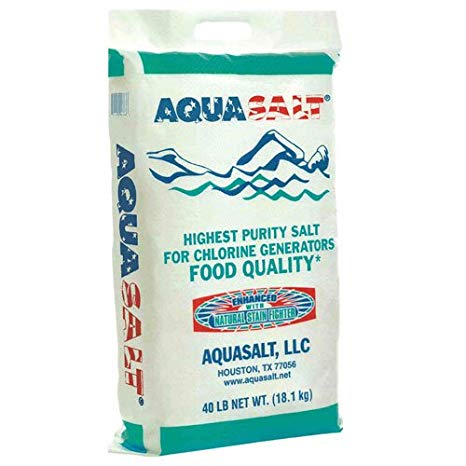 AQUASALT®
HIGHEST PURITY SALT
FOR CHLORINE GENERATORS
FOOD QUALITY*
ENHANCED
WITH
NATURAL STAIN FIGHTER
AQUASALT, LLC
HOUSTON, TX 77056
www.aquasalt.net
40 LB NET WT. (18.1 kg)
AQUASALT